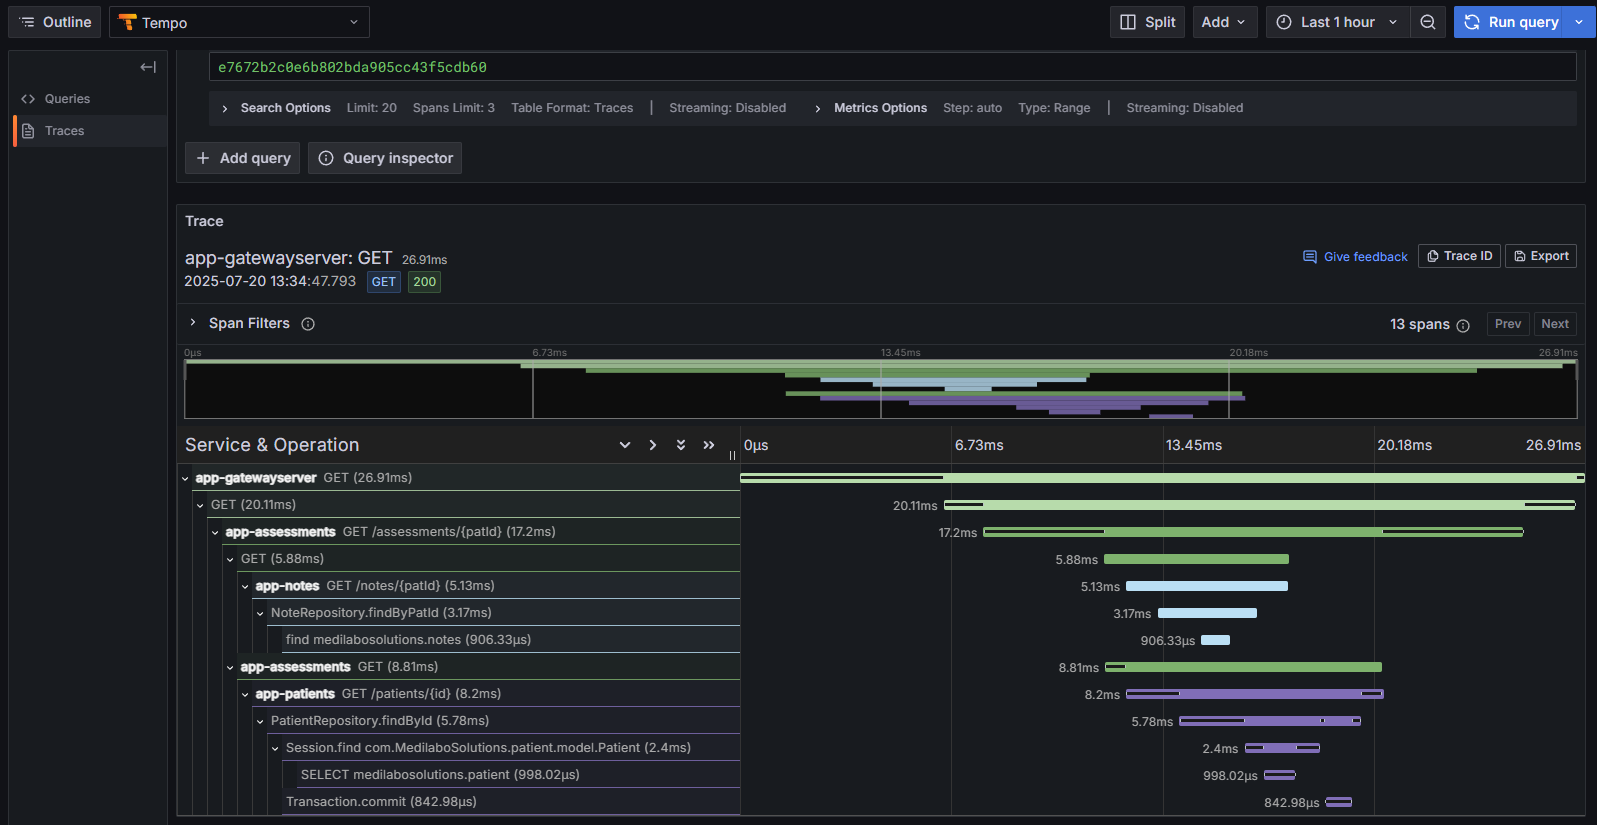 Outline
Tempo
Split
Add
Last 1 hour
Run query
Queries
Traces
e7672b2c0e6b802bda905cc43f5cdb60
Search Options Limit: 20 Spans Limit: 3 Table Format: Traces | Streaming: Disabled Metrics Options Step: auto Type: Range | Streaming: Disabled
+ Add query
Query inspector
Trace
app-gatewayserver: GET 26.91ms
2025-07-20 13:34:47.793 GET 200
Give feedback
Trace ID
Export
Span Filters
13 spans
Prev
Next
0μs 6.73ms 13.45ms 20.18ms 26.91ms
Service & Operation
0μs 6.73ms 13.45ms 20.18ms 26.91ms
app-gatewayserver GET (26.91ms)
GET (20.11ms) 20.11ms
app-assessments GET /assessments/{patId} (17.2ms) 17.2ms
GET (5.88ms) 5.88ms
app-notes GET /notes/{patId} (5.13ms) 5.13ms
NoteRepository.findByPatId (3.17ms) 3.17ms
find medilabosolutions.notes (906.33μs) 906.33μs
app-assessments GET (8.81ms) 8.81ms
app-patients GET /patients/{id} (8.2ms) 8.2ms
PatientRepository.findById (5.78ms) 5.78ms
Session.find com.MedilaboSolutions.patient.model.Patient (2.4ms) 2.4ms
SELECT medilabosolutions.patient (998.02μs) 998.02μs
Transaction.commit (842.98μs) 842.98μs